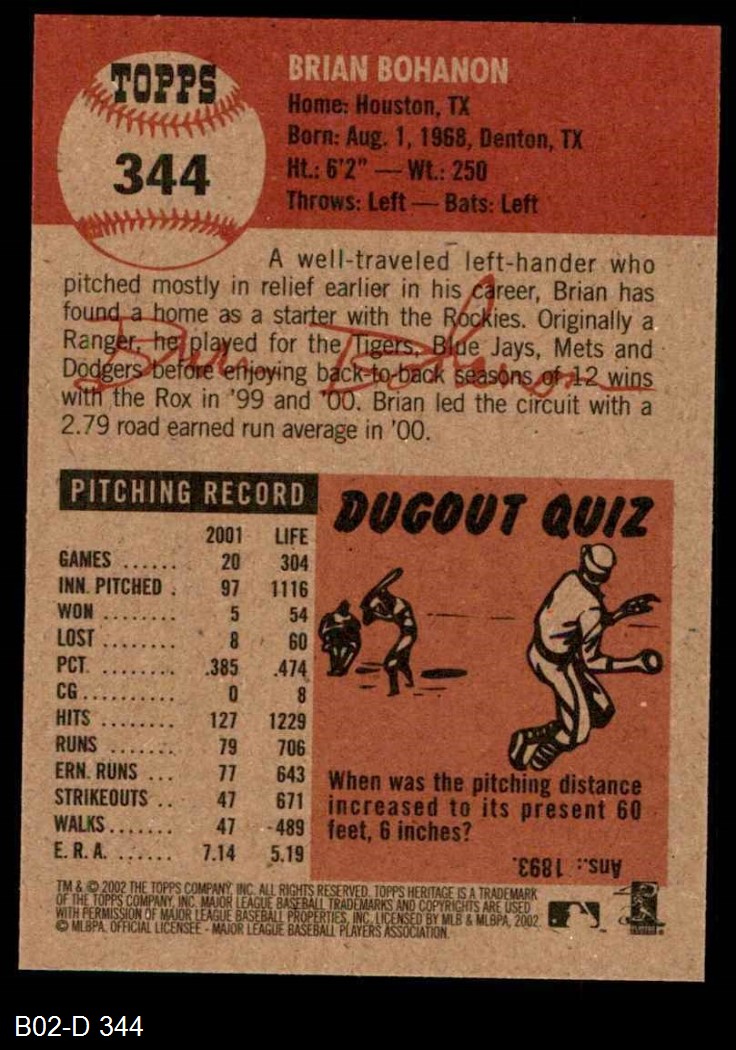 TOPPS
344
BRIAN BOHANON
Home: Houston, TX
Born: Aug. 1, 1968, Denton, TX
Ht.: 6'2" — Wt.: 250
Throws: Left — Bats: Left
A well-traveled left-hander who
pitched mostly in relief earlier in his career, Brian has
found a home as a starter with the Rockies. Originally a
Ranger, he played for the Tigers, Blue Jays, Mets and
Dodgers before enjoying back-to-back seasons of 12 wins
with the Rox in '99 and '00. Brian led the circuit with a
2.79 road earned run average in '00.
Brian Bohanon
PITCHING RECORD
2001 LIFE
GAMES ...... 20 304
INN. PITCHED . 97 1116
WON ........ 5 54
LOST ........ 8 60
PCT. ........ .385 .474
CG.......... 0 8
HITS ........ 127 1229
RUNS ....... 79 706
ERN. RUNS ... 77 643
STRIKEOUTS .. 47 671
WALKS....... 47 489
E. R. A. ...... 7.14 5.19
DUGOUT QUIZ
When was the pitching distance
increased to its present 60
feet, 6 inches?
Ans.: 1893.
TM & © 2002 THE TOPPS COMPANY, INC. ALL RIGHTS RESERVED. TOPPS HERITAGE IS A TRADEMARK
OF THE TOPPS COMPANY, INC. MAJOR LEAGUE BASEBALL TRADEMARKS AND COPYRIGHTS ARE USED
WITH PERMISSION OF MAJOR LEAGUE BASEBALL PROPERTIES, INC. LICENSED BY MLB & MLBPA, 2002
© MLBPA. OFFICIAL LICENSEE - MAJOR LEAGUE BASEBALL PLAYERS ASSOCIATION.
B02-D 344